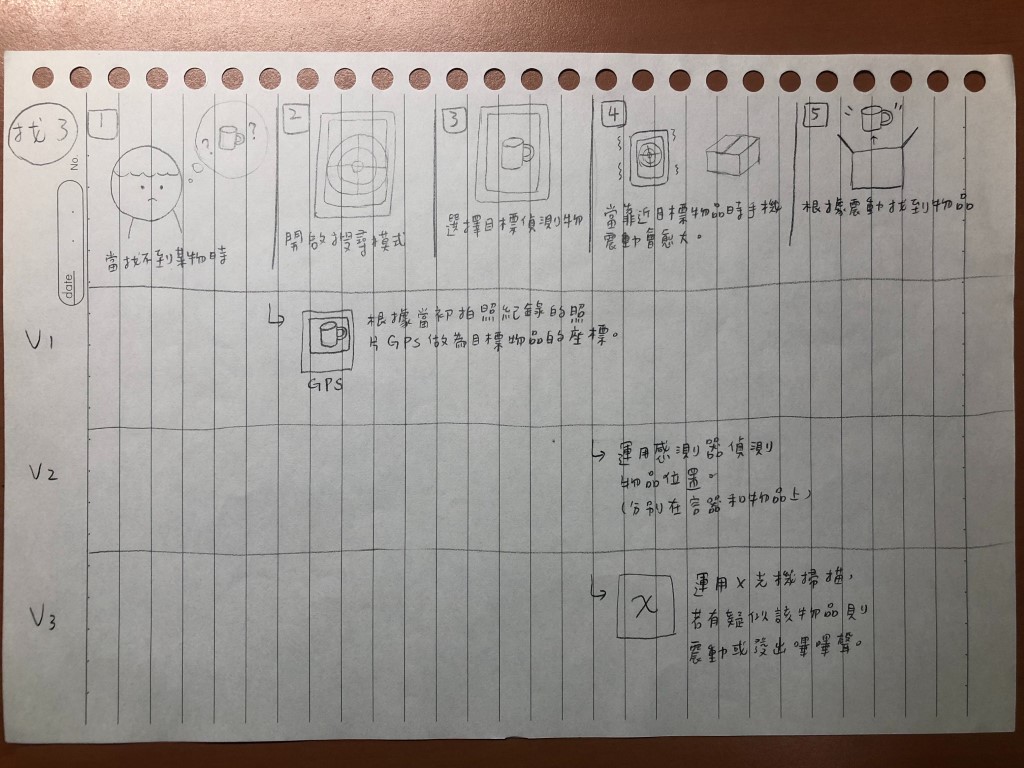 找 3
No.
date
1
? ?
當找不到某物時
2
開啟搜尋模式
3
選擇目標偵測物
4
當靠近目標物品時手機
震動會愈大。
5
根據震動找到物品
V1
根據當初拍照紀錄的照
片GPS做為目標物品的座標。
GPS
V2
運用感測器偵測
物品位置。
(分別在容器和物品上)
V3
X
運用X光機掃描,
若有疑似該物品則
震動或發出嗶嗶聲。